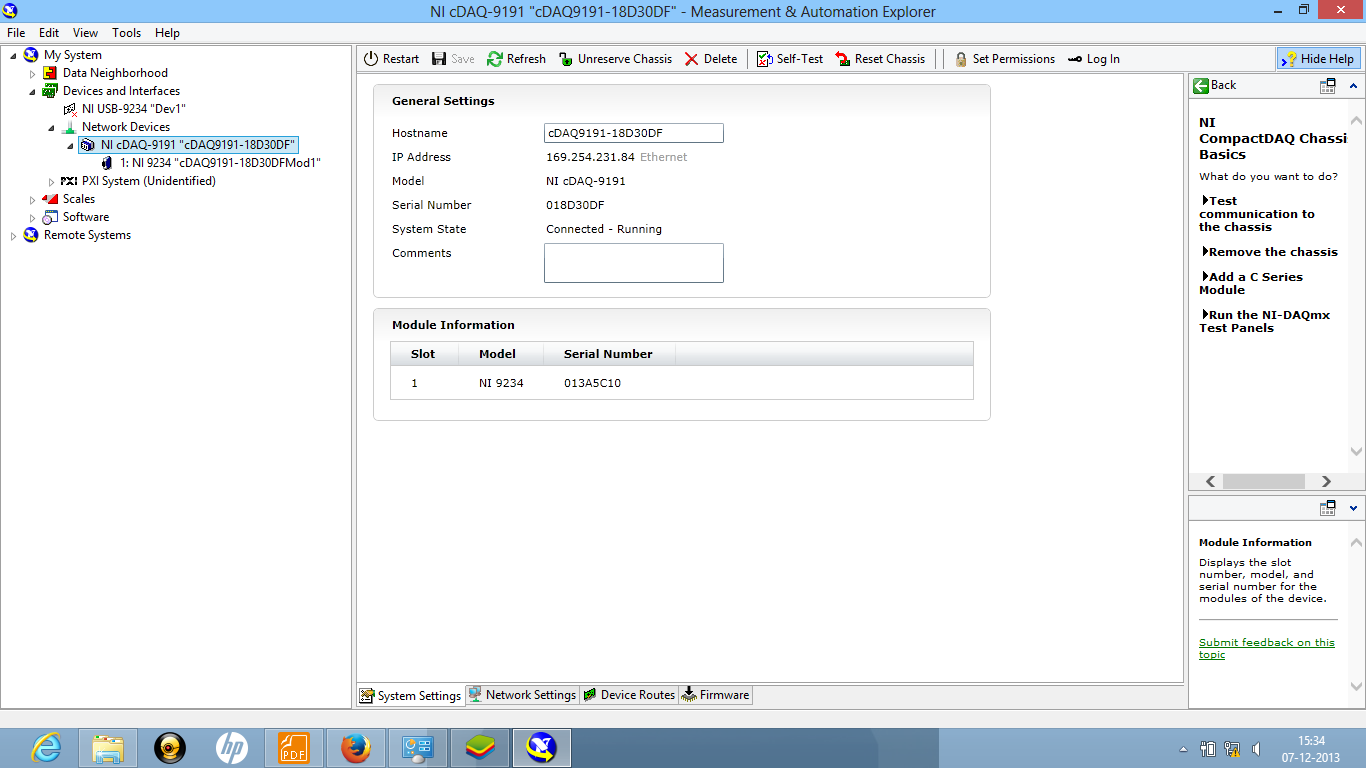 NI cDAQ-9191 "cDAQ9191-18D30DF" - Measurement & Automation Explorer
File Edit View Tools Help
My System
Data Neighborhood
Devices and Interfaces
NI USB-9234 "Dev1"
Network Devices
NI cDAQ-9191 "cDAQ9191-18D30DF"
1: NI 9234 "cDAQ9191-18D30DFMod1"
PXI PXI System (Unidentified)
Scales
Software
Remote Systems
Restart Save Refresh Unreserve Chassis Delete Self-Test Reset Chassis Set Permissions Log In Hide Help
General Settings
Hostname cDAQ9191-18D30DF
IP Address 169.254.231.84 Ethernet
Model NI cDAQ-9191
Serial Number 018D30DF
System State Connected - Running
Comments
Module Information
Slot Model Serial Number
1 NI 9234 013A5C10
System Settings Network Settings Device Routes Firmware
Back
NI
CompactDAQ Chassi
Basics
What do you want to do?
Test
communication to
the chassis
Remove the chassis
Add a C Series
Module
Run the NI-DAQmx
Test Panels
Module Information
Displays the slot
number, model, and
serial number for the
modules of the device.
Submit feedback on this
topic
hp
PDF
15:34
07-12-2013